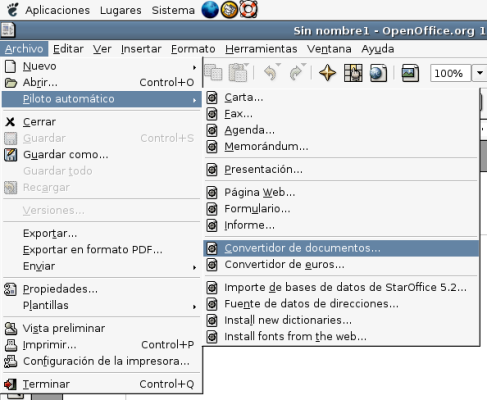 Aplicaciones Lugares Sistema
Sin nombre1 - OpenOffice.org 1
Archivo Editar Ver Insertar Formato Herramientas Ventana Ayuda
100%
Nuevo
Abrir... Control+O
Piloto automático
Cerrar
Guardar Control+S
Guardar como...
Guardar todo
Recargar
Versiones...
Exportar...
Exportar en formato PDF...
Enviar
Propiedades...
Plantillas
Vista preliminar
Imprimir... Control+P
Configuración de la impresora...
Terminar Control+Q
Carta...
Fax...
Agenda...
Memorándum...
Presentación...
Página Web...
Formulario...
Informe...
Convertidor de documentos...
Convertidor de euros...
Importe de bases de datos de StarOffice 5.2...
Fuente de datos de direcciones...
Install new dictionaries...
Install fonts from the web...